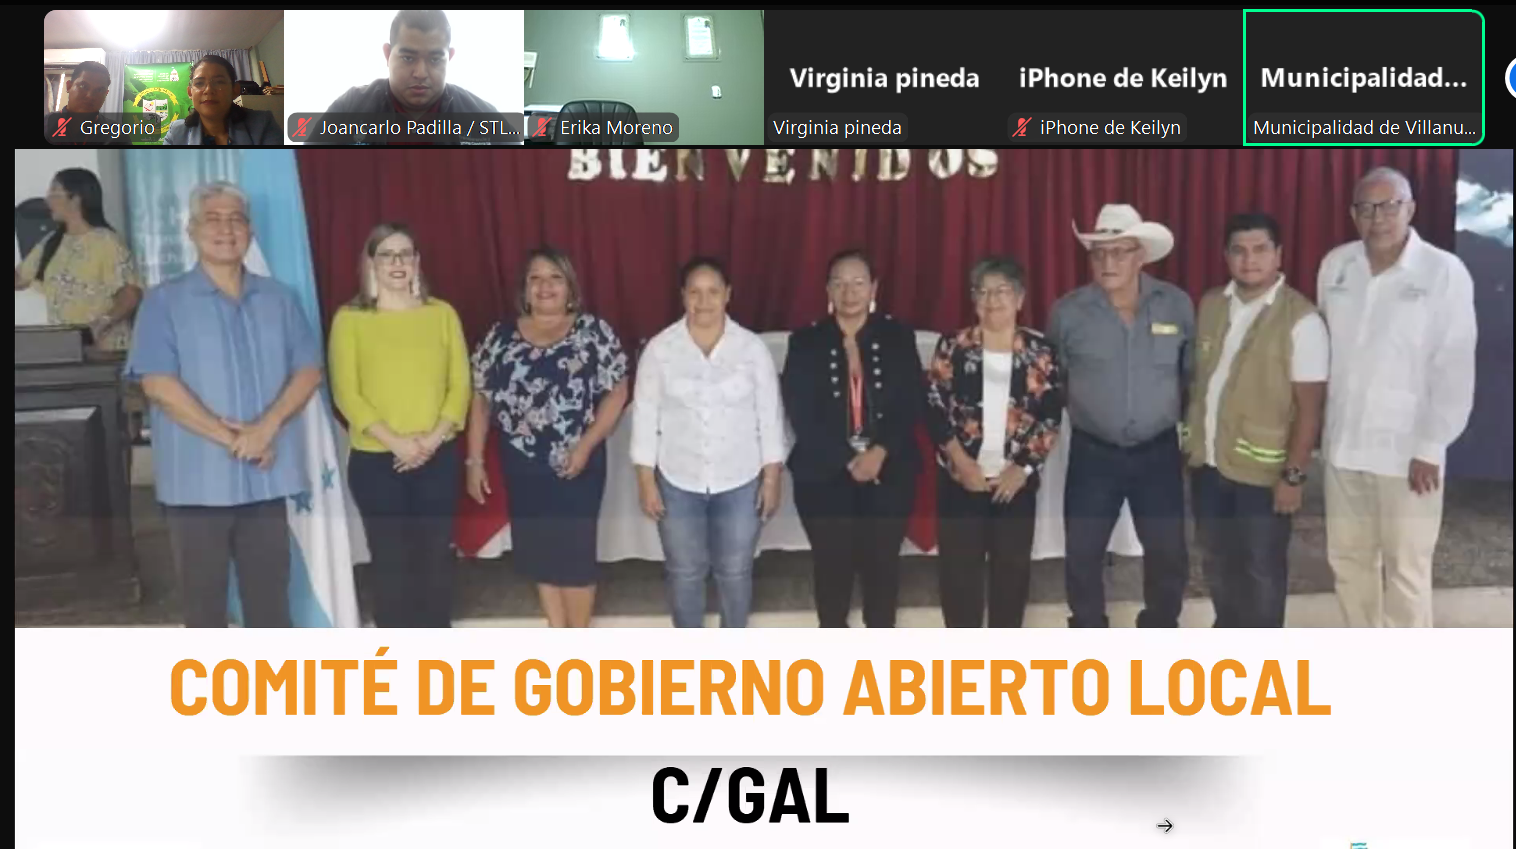 Virginia pineda
iPhone de Keilyn
Municipalidad...
Gregorio
Joancarlo Padilla / STL...
Erika Moreno
Virginia pineda
iPhone de Keilyn
Municipalidad de Villanu...
BIENVENIDOS
COMITÉ DE GOBIERNO ABIERTO LOCAL
C/GAL